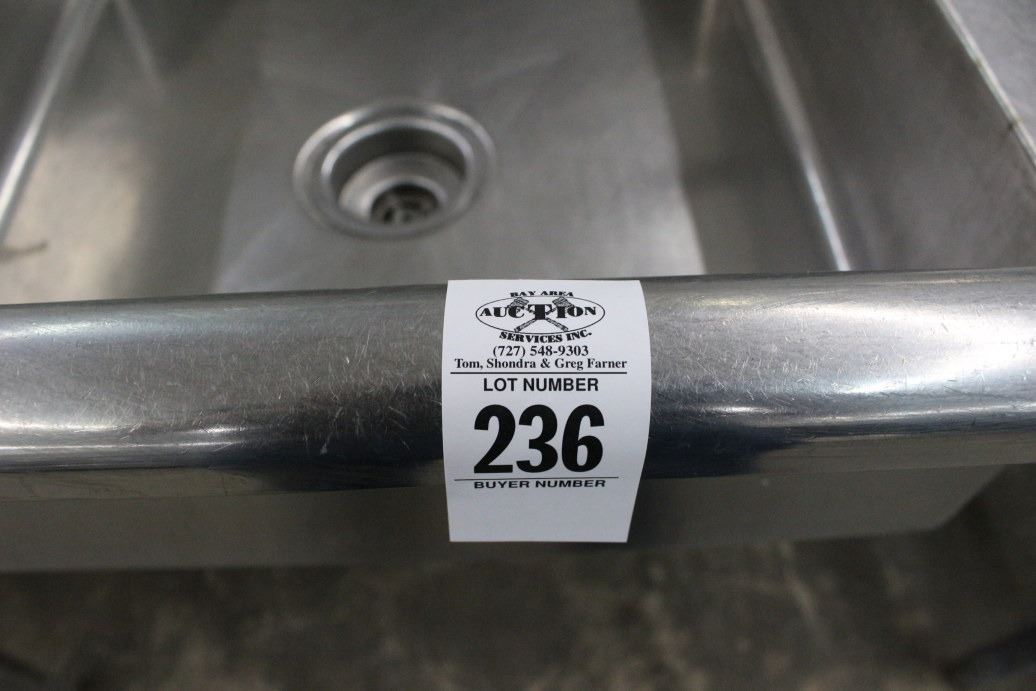 BAY AREA
AUCTION
SERVICES INC.
(727) 548-9303
Tom, Shondra & Greg Farner
LOT NUMBER
236
BUYER NUMBER